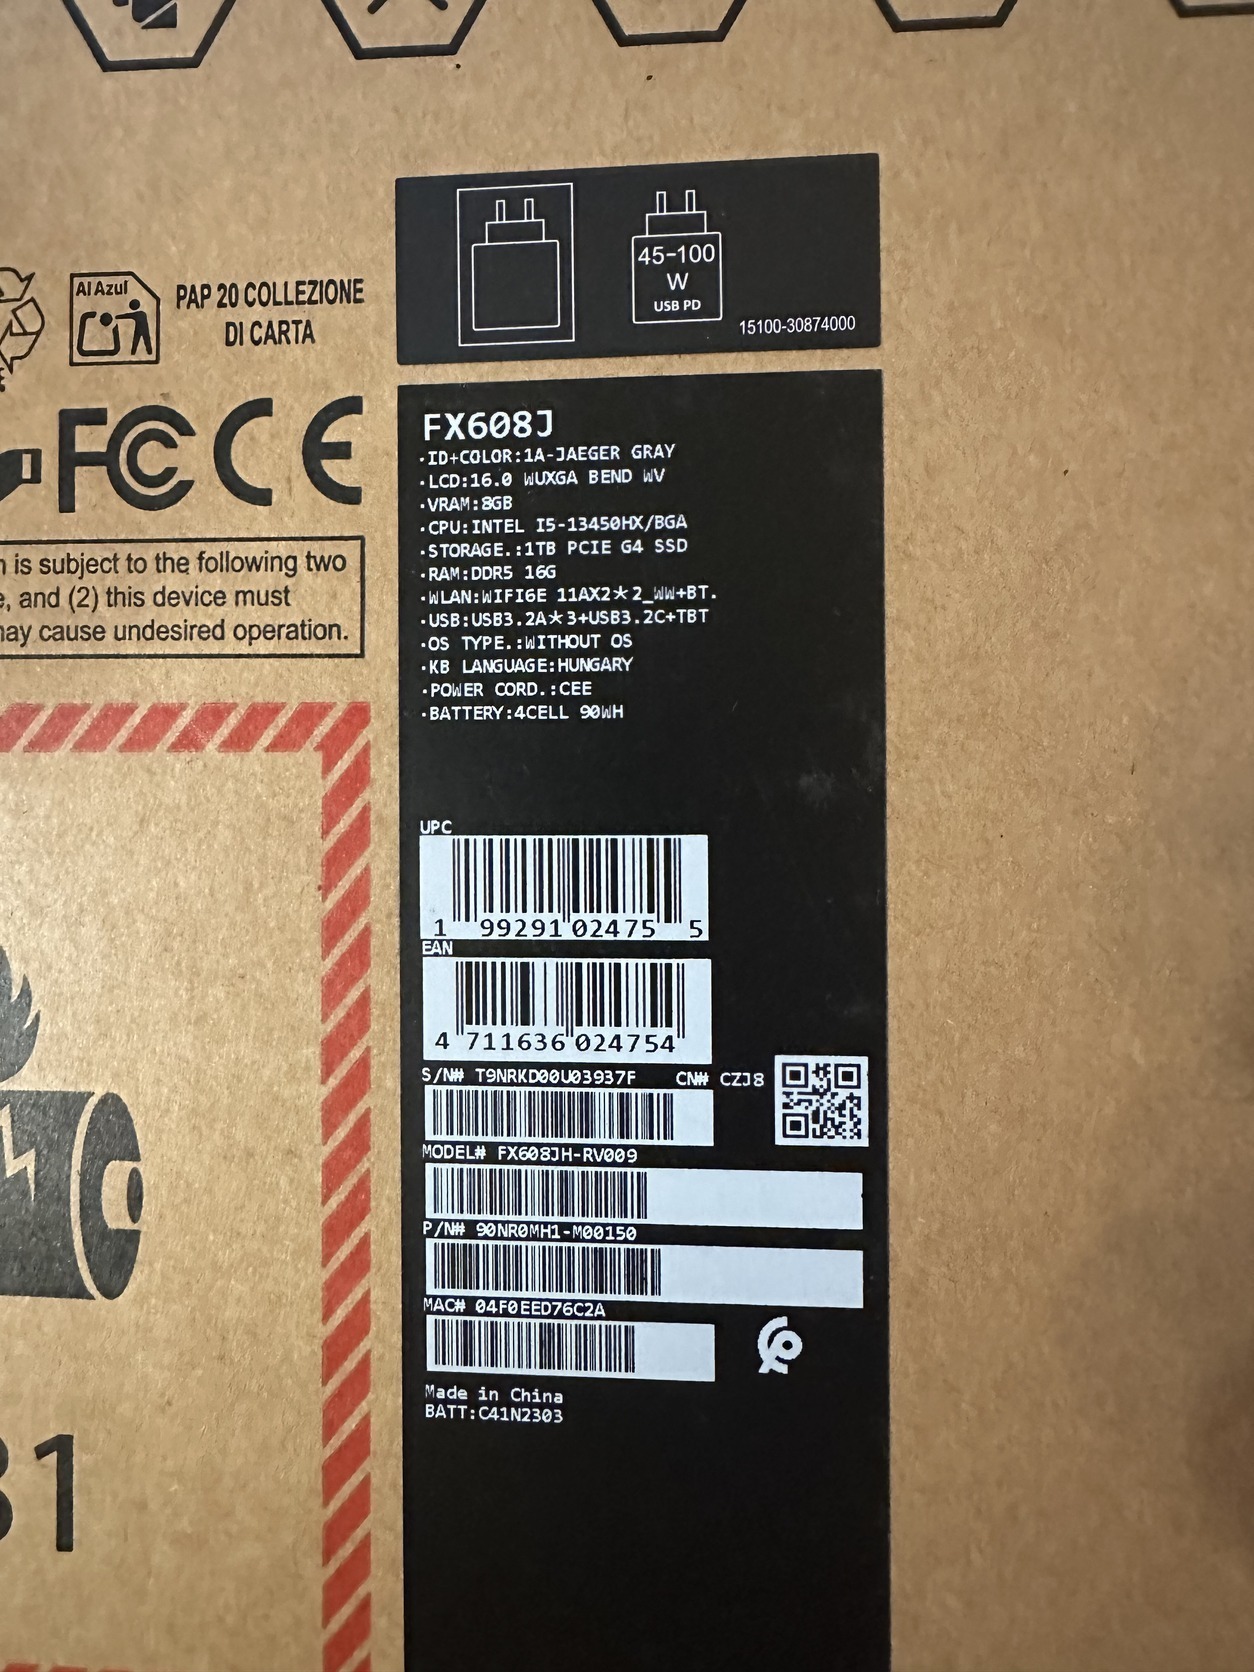 45-100
W
USB PD
15100-30874000
Al Azul
PAP 20 COLLEZIONE
DI CARTA
FC CE
n is subject to the following two
e, and (2) this device must
may cause undesired operation.
FX608J
·ID+COLOR:1A-JAEGER GRAY
·LCD:16.0 WUXGA BEND WV
·VRAM:8GB
·CPU:INTEL I5-13450HX/BGA
·STORAGE.:1TB PCIE G4 SSD
·RAM:DDR5 16G
·WLAN:WIFI6E 11AX2*2_WW+BT.
·USB:USB3.2A*3+USB3.2C+TBT
·OS TYPE.:WITHOUT OS
·KB LANGUAGE:HUNGARY
·POWER CORD.:CEE
·BATTERY:4CELL 90WH
UPC
1 99291 02475 5
EAN
4 711636 024754
S/N# T9NRKD00U03937F CN# CZJ8
MODEL# FX608JH-RV009
P/N# 90NR0MH1-M00150
MAC# 04F0EED76C2A
Made in China
BATT:C41N2303
31